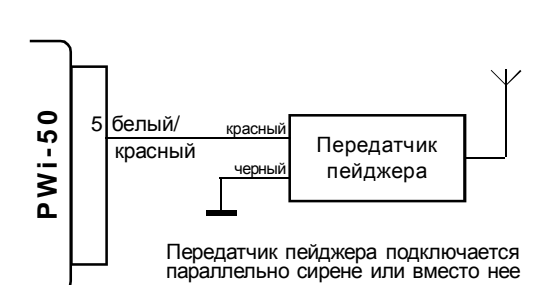 PWi-50
5 белый/
красный
красный
черный
Передатчик
пейджера
Передатчик пейджера подключается
параллельно сирене или вместо нее